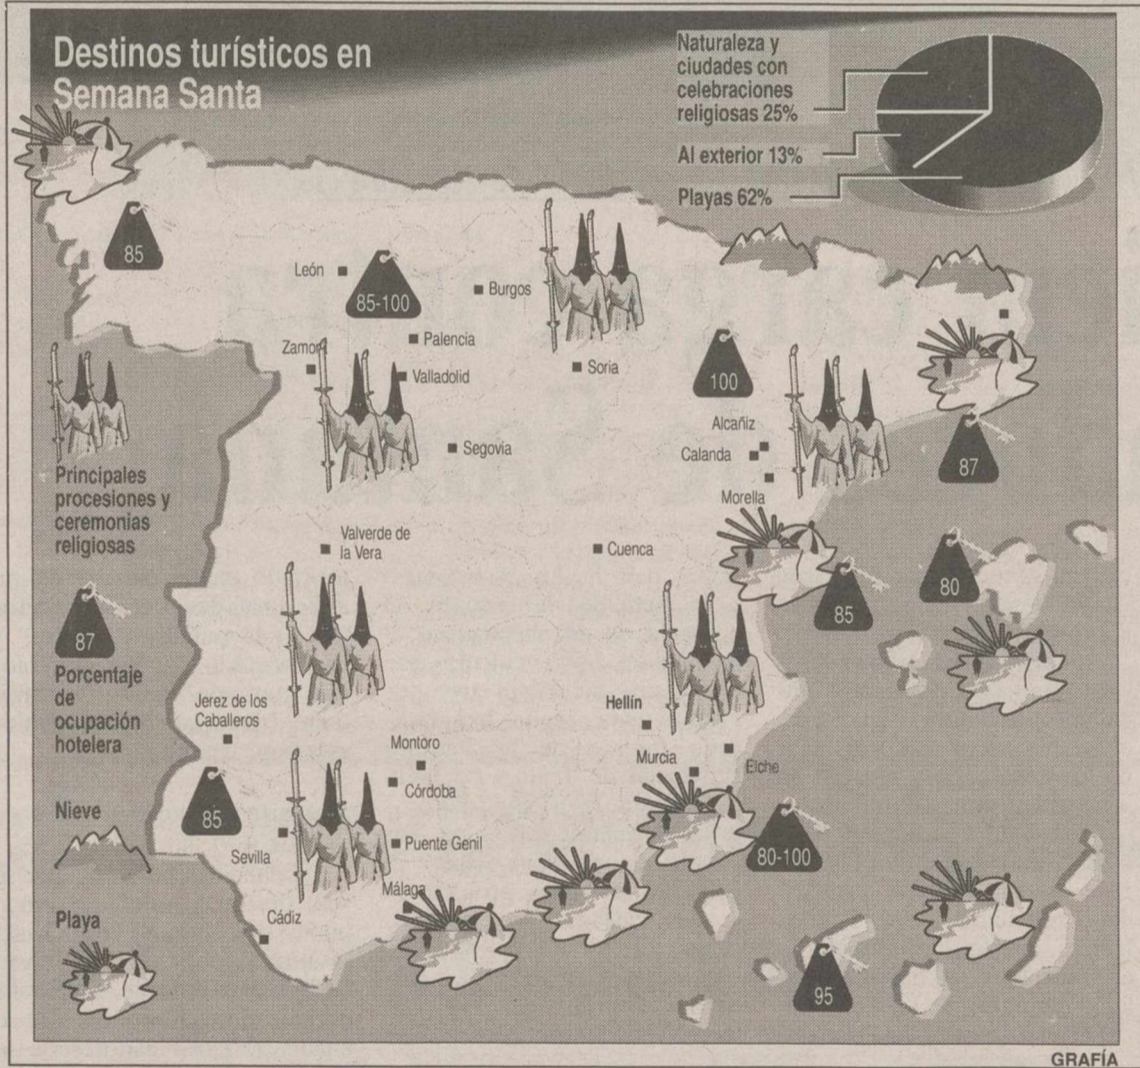 Destinos turísticos en
Semana Santa
Naturaleza y
ciudades con
celebraciones
religiosas 25%
Al exterior 13%
Playas 62%
85
León
85-100
Burgos
Palencia
Zamora
Valladolid
Soria
100
Segovia
Alcañiz
Calanda
Morella
87
Principales
procesiones y
ceremonias
religiosas
Valverde de
la Vera
Cuenca
85
80
87
Porcentaje
de
ocupación
hotelera
Jerez de los
Caballeros
Hellín
Montoro
Murcia
Elche
Córdoba
85
Nieve
Sevilla
Puente Genil
80-100
Málaga
Playa
Cádiz
95
GRAFÍA